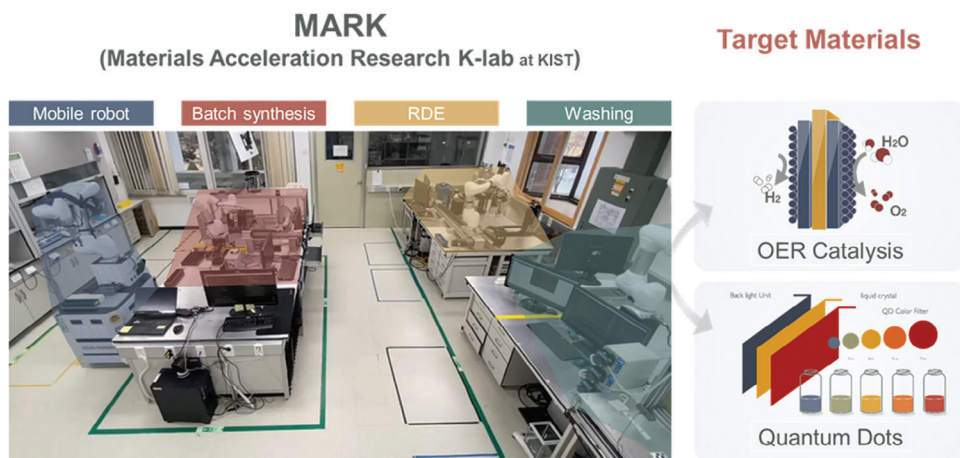 MARK
(Materials Acceleration Research K-lab at KIST)
Target Materials
Mobile robot
Batch synthesis
RDE
Washing
H2O
H2
O2
OER Catalysis
Back light Unit
liquid crystal
QD Color Filter
Quantum Dots